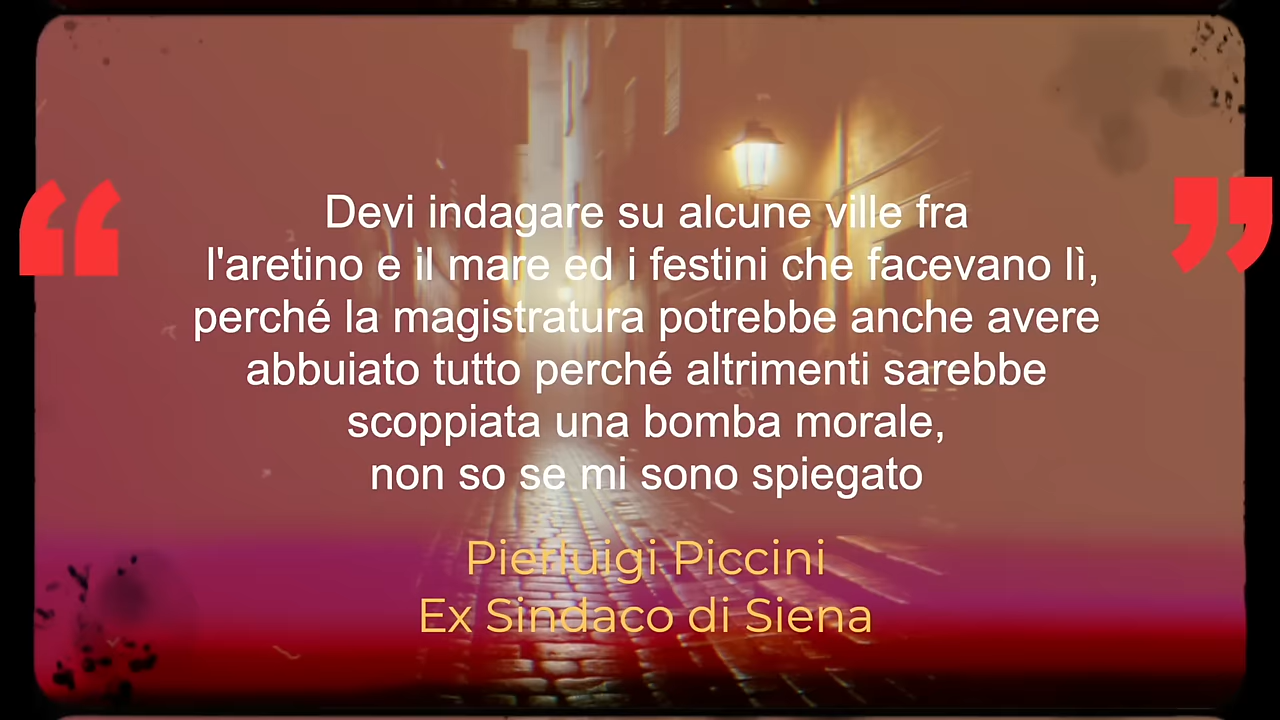 “ ”
Devi indagare su alcune ville fra
l'aretino e il mare ed i festini che facevano lì,
perché la magistratura potrebbe anche avere
abbuiato tutto perché altrimenti sarebbe
scoppiata una bomba morale,
non so se mi sono spiegato
Pierluigi Piccini
Ex Sindaco di Siena